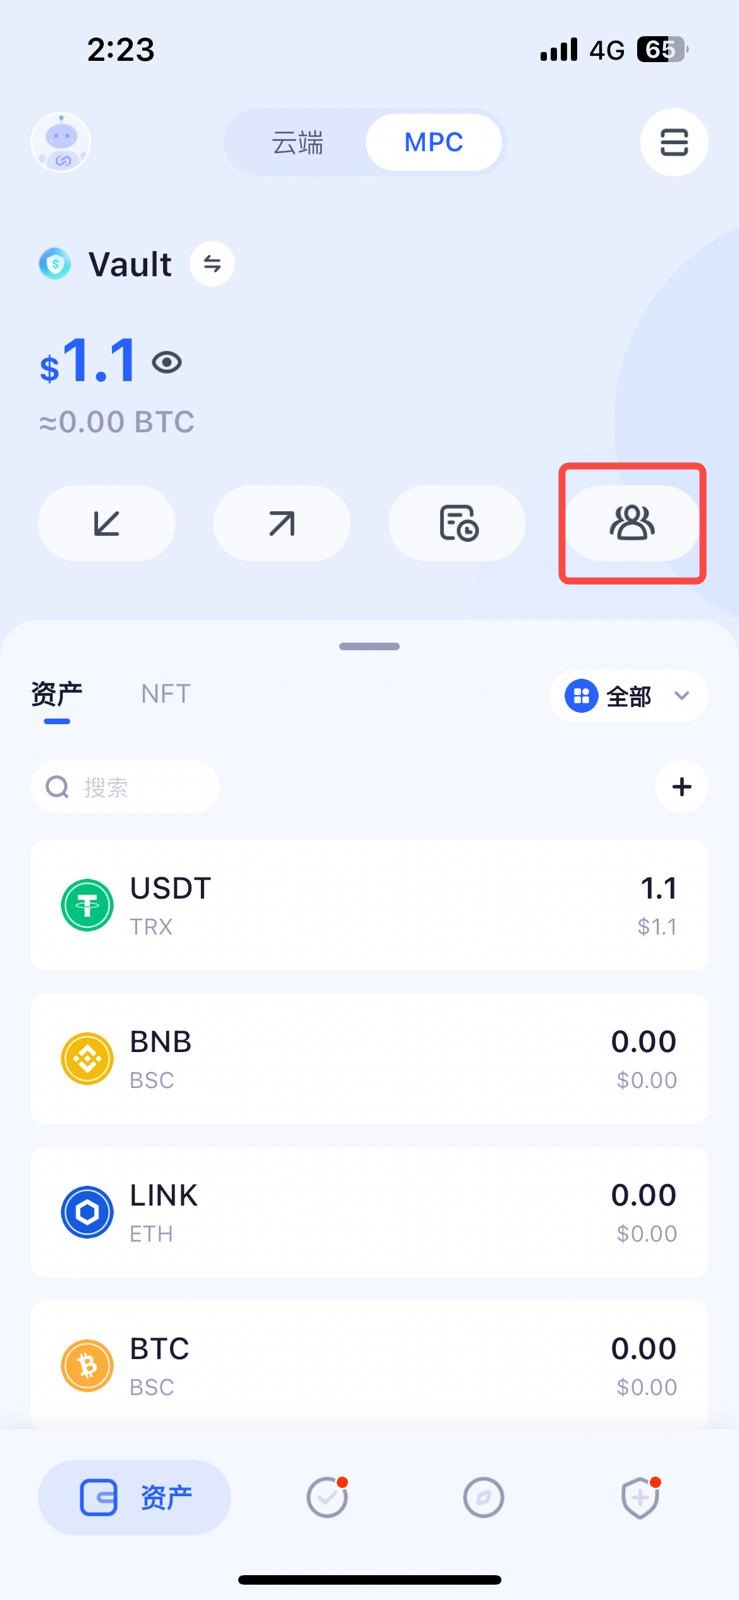 2:23 4G 65
云端 MPC
Vault
$1.1
≈0.00 BTC
资产 NFT 全部
搜索
USDT 1.1
TRX $1.1
BNB 0.00
BSC $0.00
LINK 0.00
ETH $0.00
BTC 0.00
BSC $0.00
资产